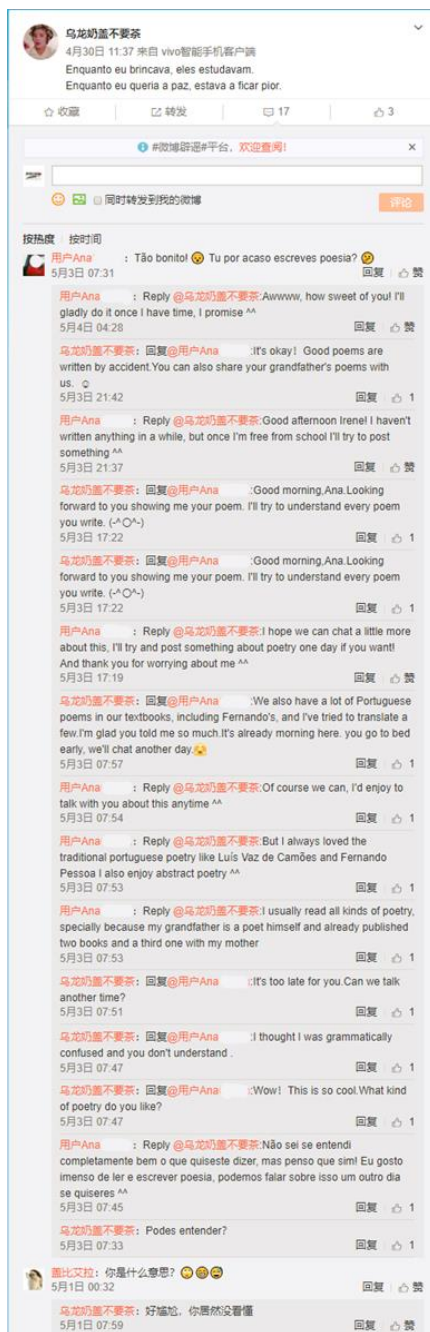 乌龙奶盖不要茶
4月30日 11:37 来自 vivo智能手机客户端
Enquanto eu brincava, eles estudavam.
Enquanto eu queria a paz, estava a ficar pior.
收藏 转发 17 3
#微博辟谣#平台，欢迎查阅！ ×
同时转发到我的微博 评论
按热度 按时间
用户Ana ：Tão bonito! Tu por acaso escreves poesia?
5月3日 07:31 回复 赞
用户Ana ：Reply @乌龙奶盖不要茶:Awwww, how sweet of you! I'll
gladly do it once I have time, I promise ^^
5月4日 04:28 回复 赞
乌龙奶盖不要茶：回复@用户Ana :It's okay！Good poems are
written by accident.You can also share your grandfather's poems with
us. ☺
5月3日 21:42 回复 1
用户Ana ：Reply @乌龙奶盖不要茶:Good afternoon Irene! I haven't
written anything in a while, but once I'm free from school I'll try to post
something ^^
5月3日 21:37 回复 赞
乌龙奶盖不要茶：回复@用户Ana :Good morning,Ana.Looking
forward to you showing me your poem. I'll try to understand every poem
you write. (-^〇^-)
5月3日 17:22 回复 1
乌龙奶盖不要茶：回复@用户Ana :Good morning,Ana.Looking
forward to you showing me your poem. I'll try to understand every poem
you write. (-^〇^-)
5月3日 17:22 回复 1
用户Ana ：Reply @乌龙奶盖不要茶:I hope we can chat a little more
about this, I'll try and post something about poetry one day if you want!
And thank you for worrying about me ^^
5月3日 17:19 回复 赞
乌龙奶盖不要茶：回复@用户Ana :We also have a lot of Portuguese
poems in our textbooks, including Fernando's, and I've tried to translate a
few.I'm glad you told me so much.It's already morning here. you go to bed
early, we'll chat another day.
5月3日 07:57 回复 1
用户Ana ：Reply @乌龙奶盖不要茶:Of course we can, I'd enjoy to
talk with you about this anytime ^^
5月3日 07:54 回复 1
用户Ana ：Reply @乌龙奶盖不要茶:But I always loved the
traditional portuguese poetry like Luís Vaz de Camões and Fernando
Pessoa I also enjoy abstract poetry ^^
5月3日 07:53 回复 1
用户Ana ：Reply @乌龙奶盖不要茶:I usually read all kinds of poetry,
specially because my grandfather is a poet himself and already published
two books and a third one with my mother
5月3日 07:53 回复 1
乌龙奶盖不要茶：回复@用户Ana :It's too late for you.Can we talk
another time?
5月3日 07:51 回复 1
乌龙奶盖不要茶：回复@用户Ana :I thought I was grammatically
confused and you don't understand .
5月3日 07:47 回复 1
乌龙奶盖不要茶：回复@用户Ana :Wow！This is so cool.What kind
of poetry do you like?
5月3日 07:47 回复 1
用户Ana ：Reply @乌龙奶盖不要茶:Não sei se entendi
completamente bem o que quiseste dizer, mas penso que sim! Eu gosto
imenso de ler e escrever poesia, podemos falar sobre isso um outro dia
se quiseres ^^
5月3日 07:45 回复 1
乌龙奶盖不要茶：Podes entender?
5月3日 07:33 回复 1
盖比艾拉：你是什么意思？
5月1日 00:32 回复 赞
乌龙奶盖不要茶：好尴尬，你居然没看懂
5月1日 07:59 回复 赞